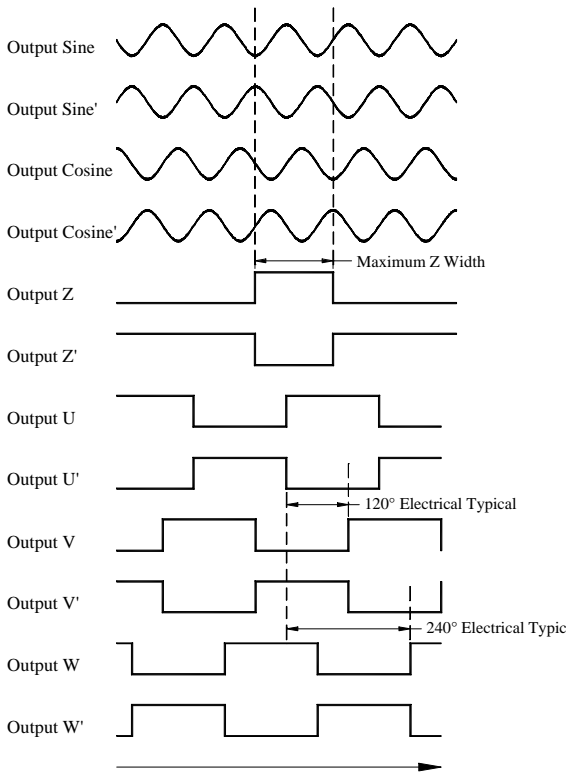 Output Sine
Output Sine'
Output Cosine
Output Cosine'
Maximum Z Width
Output Z
Output Z'
Output U
Output U'
120° Electrical Typical
Output V
Output V'
240° Electrical Typic
Output W
Output W'